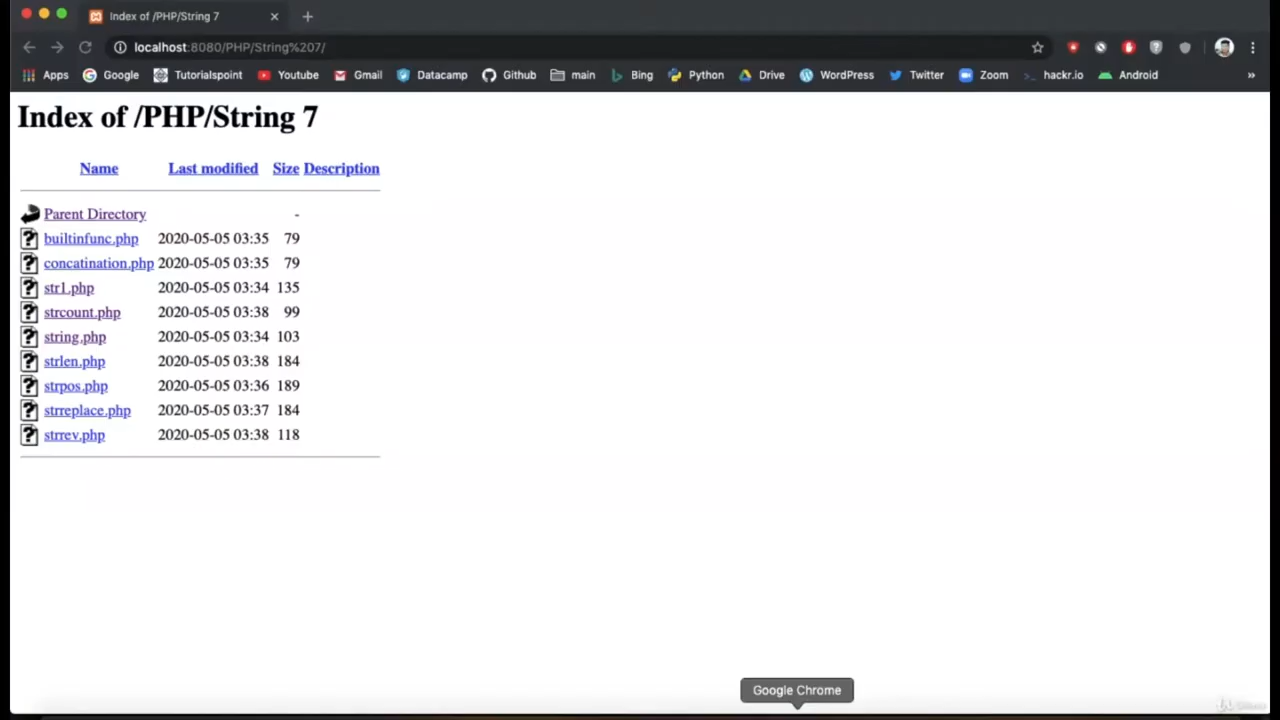 Index of /PHP/String 7
localhost:8080/PHP/String%207/
Apps Google Tutorialspoint Youtube Gmail Datacamp Github main Bing Python Drive WordPress Twitter Zoom hackr.io Android »
Index of /PHP/String 7
Name Last modified Size Description
Parent Directory -
builtinfunc.php 2020-05-05 03:35 79
concatination.php 2020-05-05 03:35 79
str1.php 2020-05-05 03:34 135
strcount.php 2020-05-05 03:38 99
string.php 2020-05-05 03:34 103
strlen.php 2020-05-05 03:38 184
strpos.php 2020-05-05 03:36 189
strreplace.php 2020-05-05 03:37 184
strrev.php 2020-05-05 03:38 118
Google Chrome